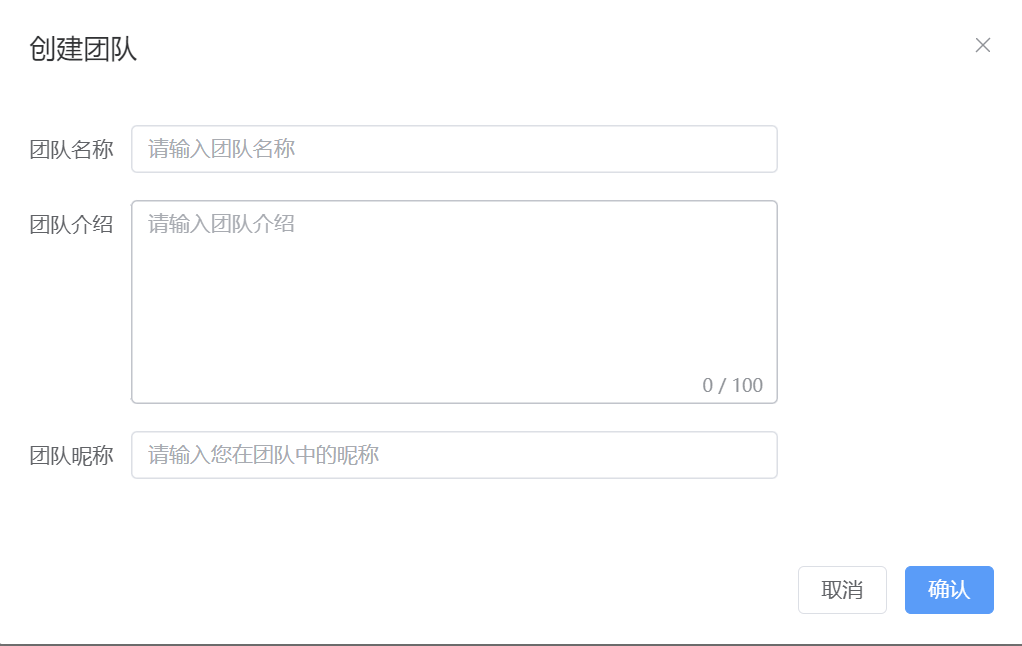 创建团队
团队名称 请输入团队名称
团队介绍 请输入团队介绍
0 / 100
团队昵称 请输入您在团队中的昵称
取消 确认